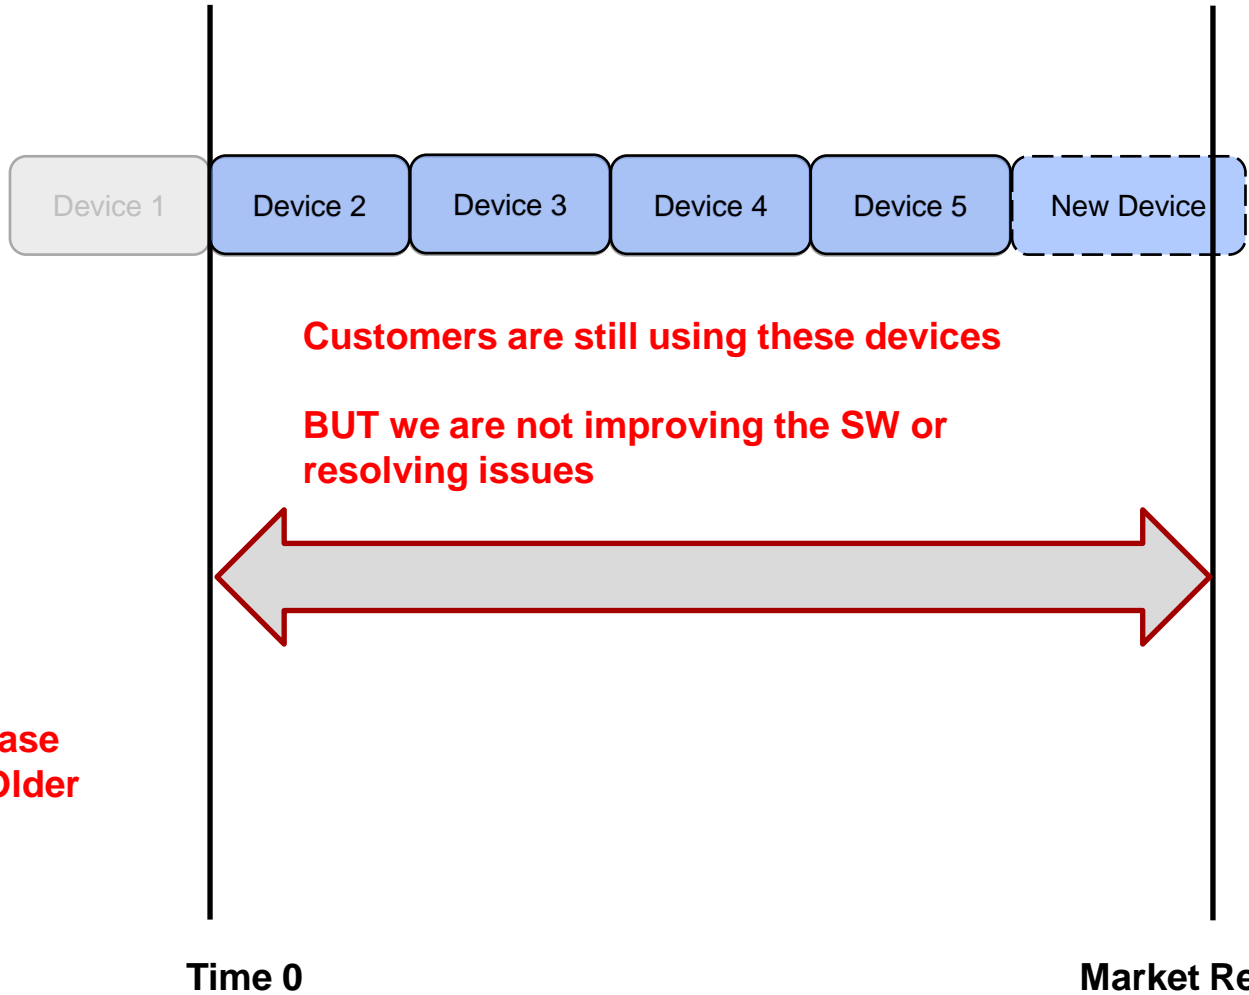 Device 1
Device 2
Device 3
Device 4
Device 5
New Device
Customers are still using these devices
BUT we are not improving the SW or
resolving issues
ase
Older
Time 0
Market Re